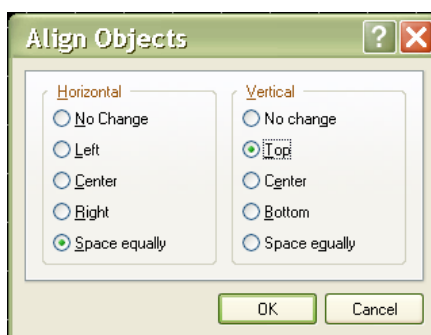 Align Objects
Horizontal
No Change
Left
Center
Right
Space equally
Vertical
No change
Top
Center
Bottom
Space equally
OK
Cancel